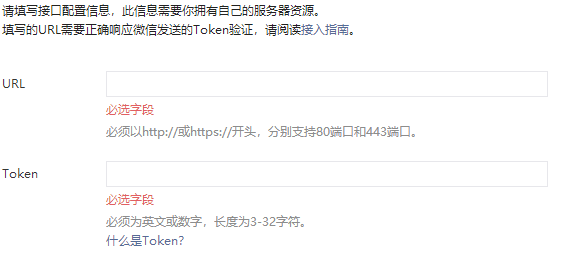 请填写接口配置信息，此信息需要你拥有自己的服务器资源。
填写的URL需要正确响应微信发送的Token验证，请阅读接入指南。
URL
必选字段
必须以http://或https://开头，分别支持80端口和443端口。
Token
必选字段
必须为英文或数字，长度为3-32字符。
什么是Token?